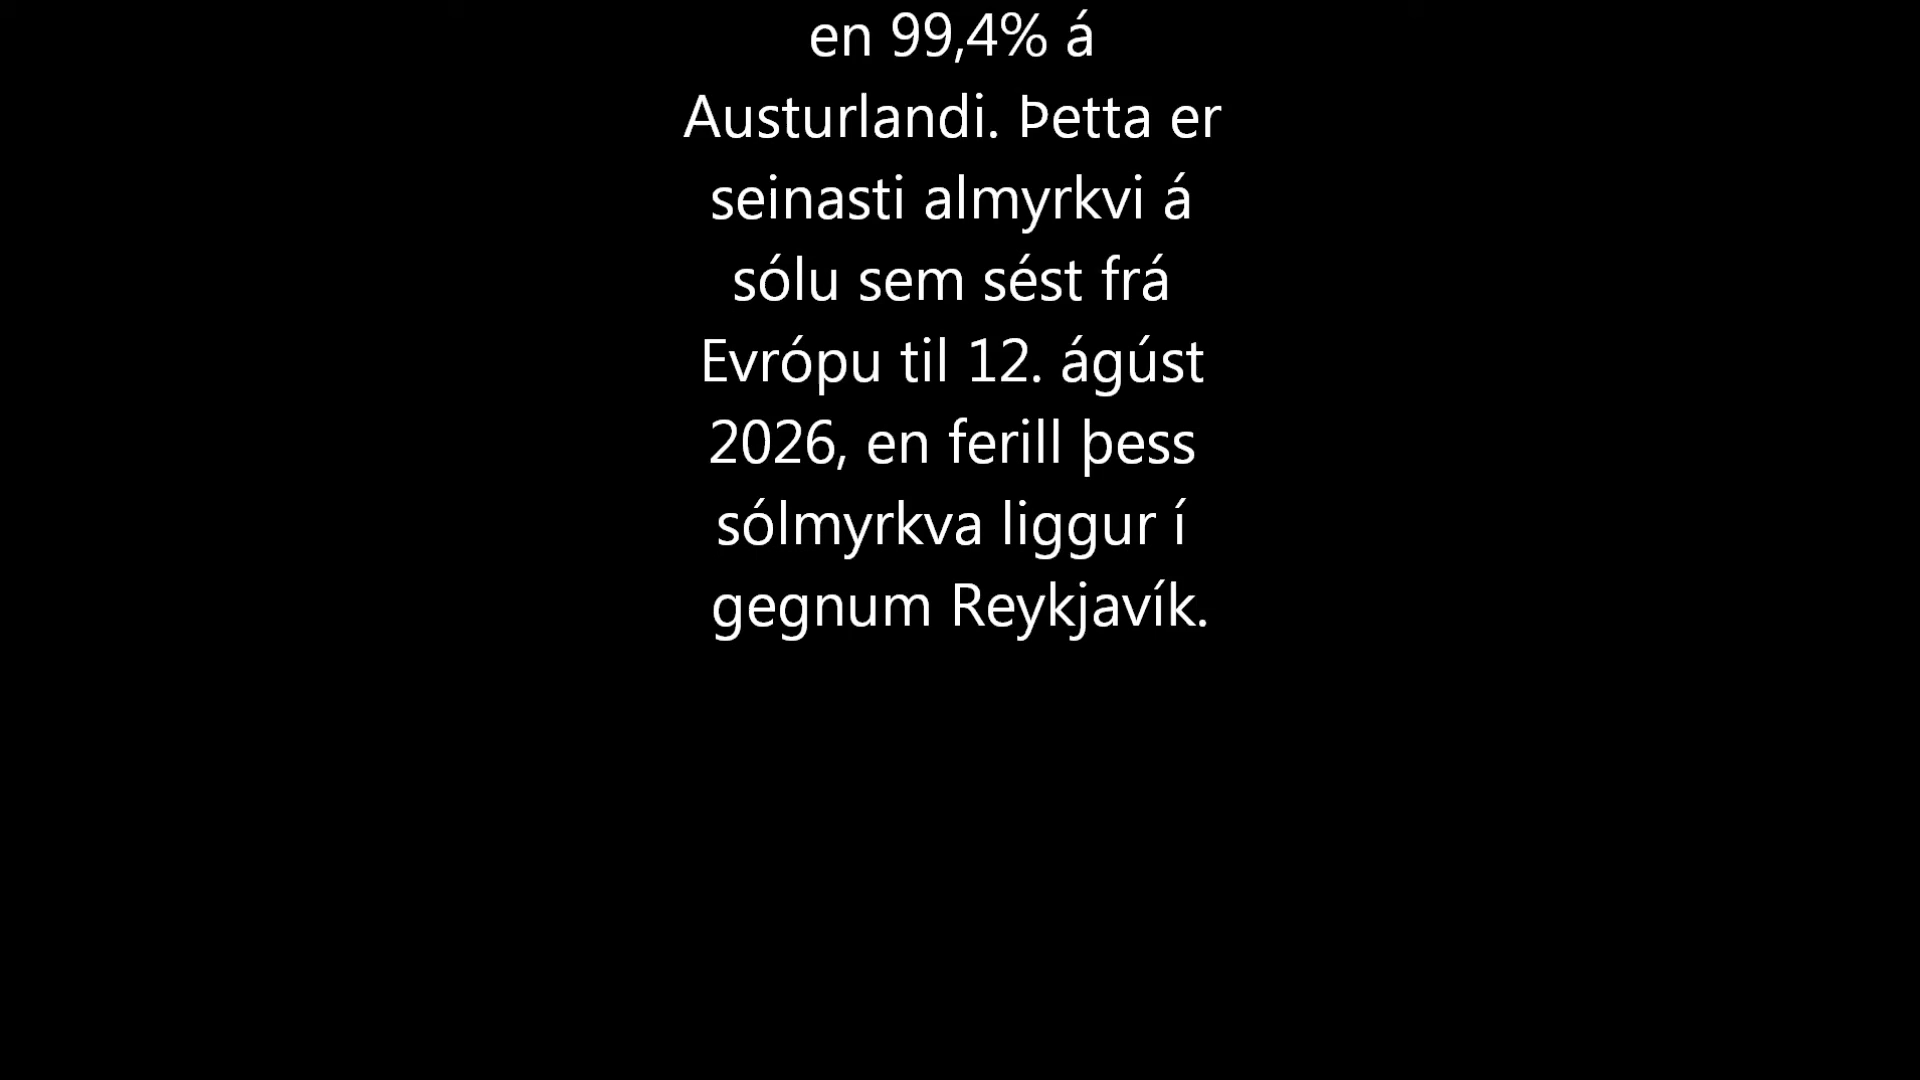 en 99,4% á
Austurlandi. Þetta er
seinasti almyrkvi á
sólu sem sést frá
Evrópu til 12. ágúst
2026, en ferill þess
sólmyrkva liggur í
gegnum Reykjavík.